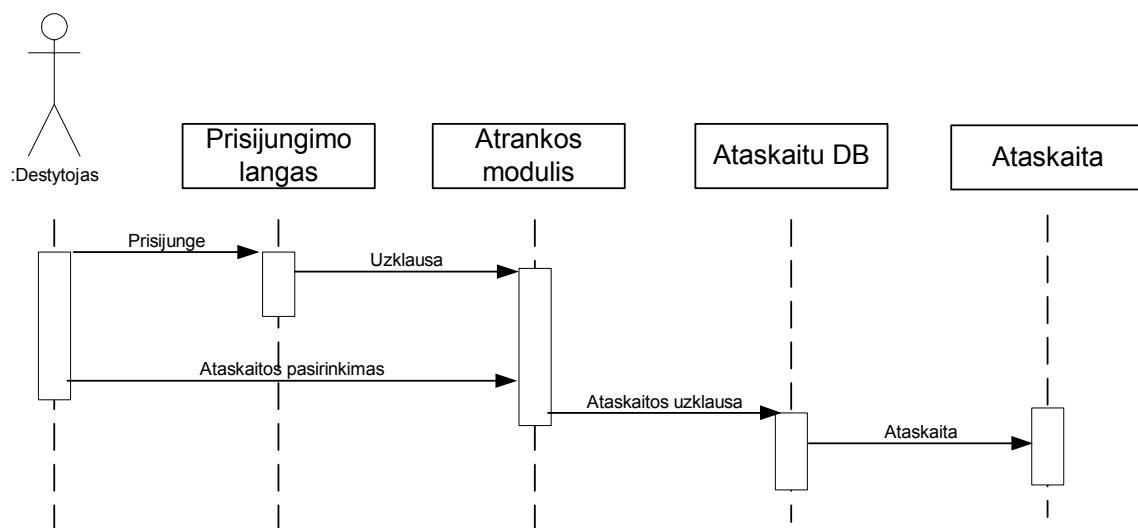 :Destytojas
Prisijungimo
langas
Atrankos
modulis
Ataskaitu DB
Ataskaita
Prisijunge
Uzklausa
Ataskaitos pasirinkimas
Ataskaitos uzklausa
Ataskaita